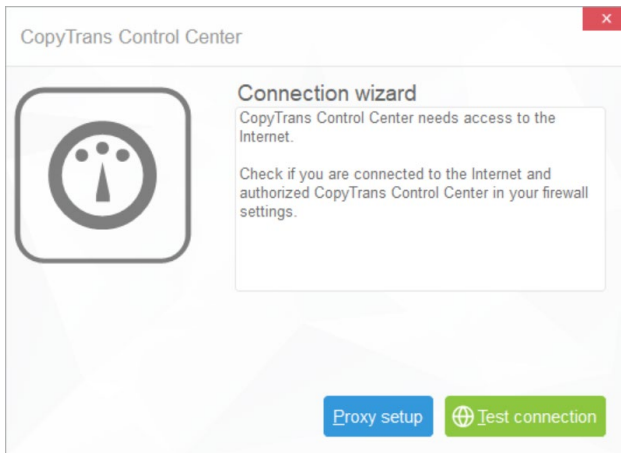 CopyTrans Control Center
Connection wizard
CopyTrans Control Center needs access to the
Internet.
Check if you are connected to the Internet and
authorized CopyTrans Control Center in your firewall
settings.
Proxy setup
Test connection